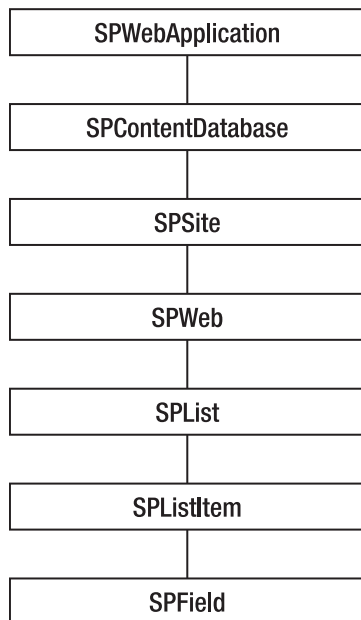 SPWebApplication
SPContentDatabase
SPSite
SPWeb
SPList
SPListItem
SPField